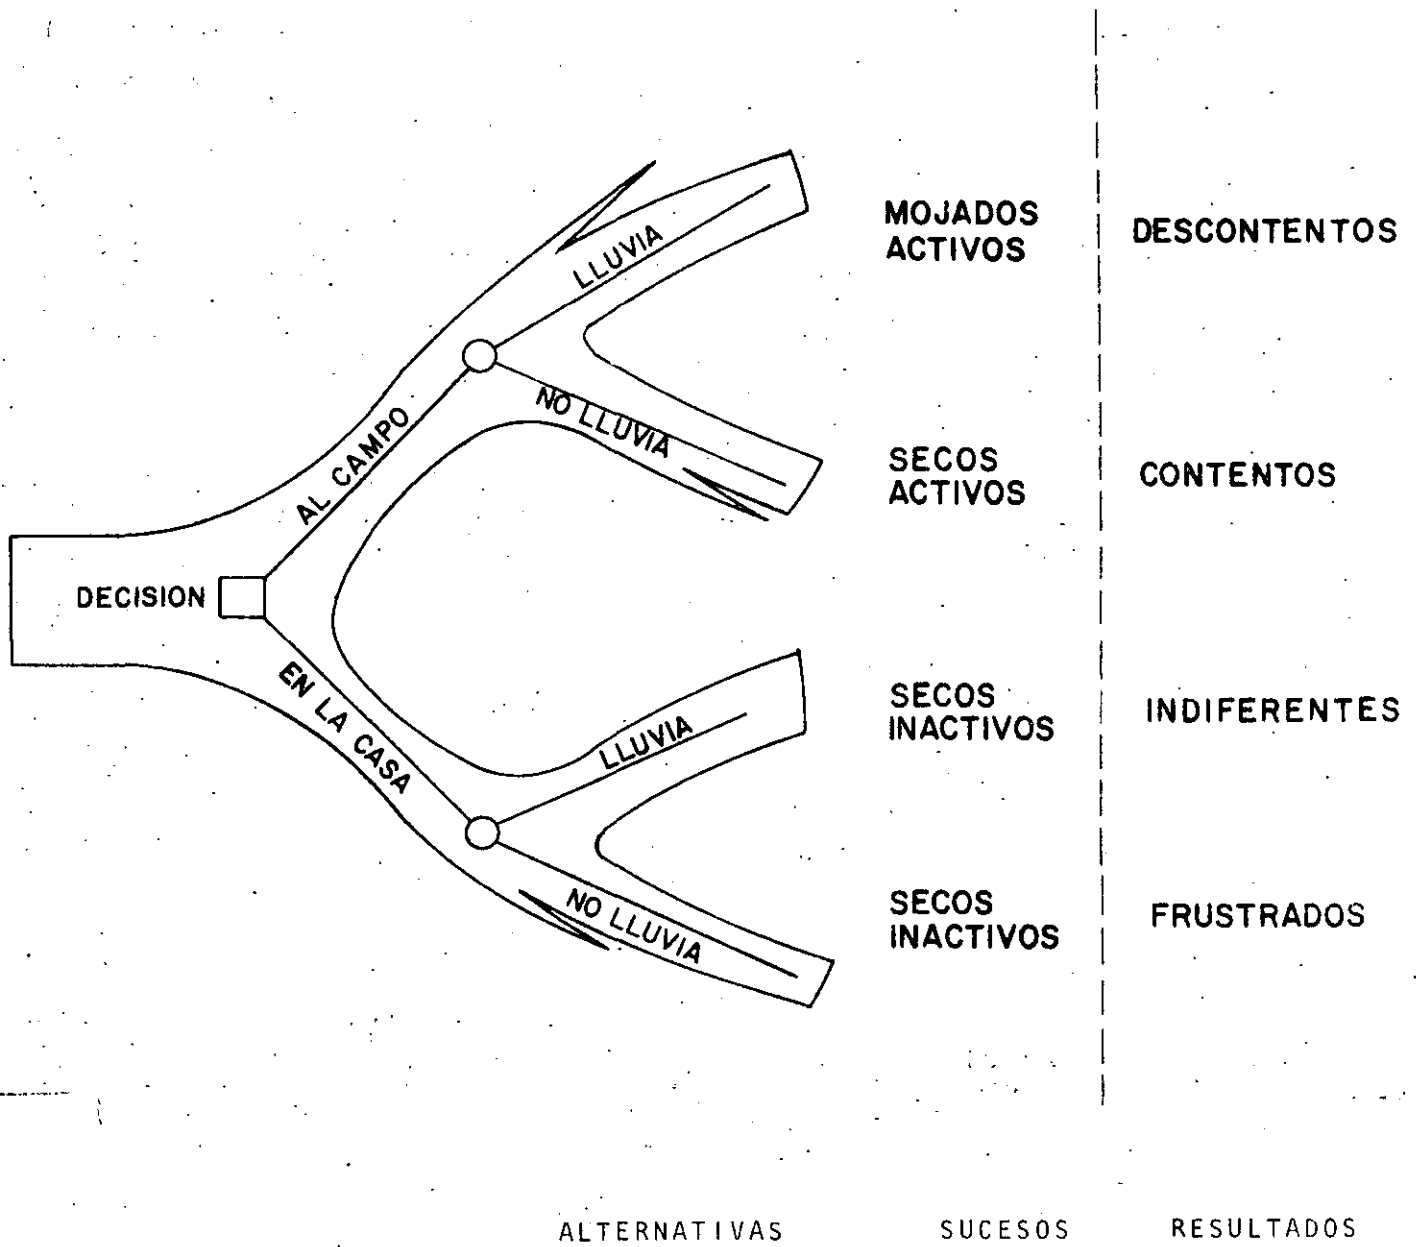 MOJADOS
ACTIVOS
DESCONTENTOS
LLUVIA
NO LLUVIA
AL CAMPO
SECOS
ACTIVOS
CONTENTOS
DECISION
EN LA CASA
LLUVIA
SECOS
INACTIVOS
INDIFERENTES
NO LLUVIA
SECOS
INACTIVOS
FRUSTRADOS
ALTERNATIVAS SUCESOS RESULTADOS